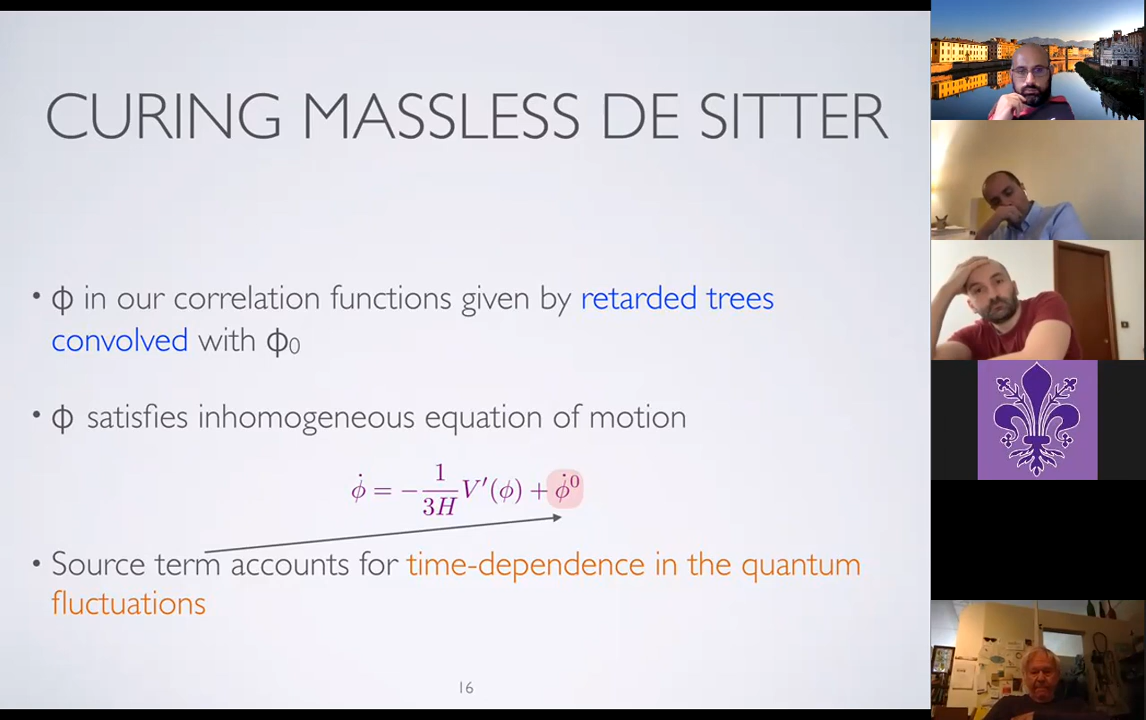 CURING MASSLESS DE SITTER
• ϕ in our correlation functions given by retarded trees
convolved with ϕ₀
• ϕ satisfies inhomogeneous equation of motion
ϕ̇ = −\frac{1}{3H} V′(ϕ) + ϕ̇⁰
• Source term accounts for time-dependence in the quantum
fluctuations
16